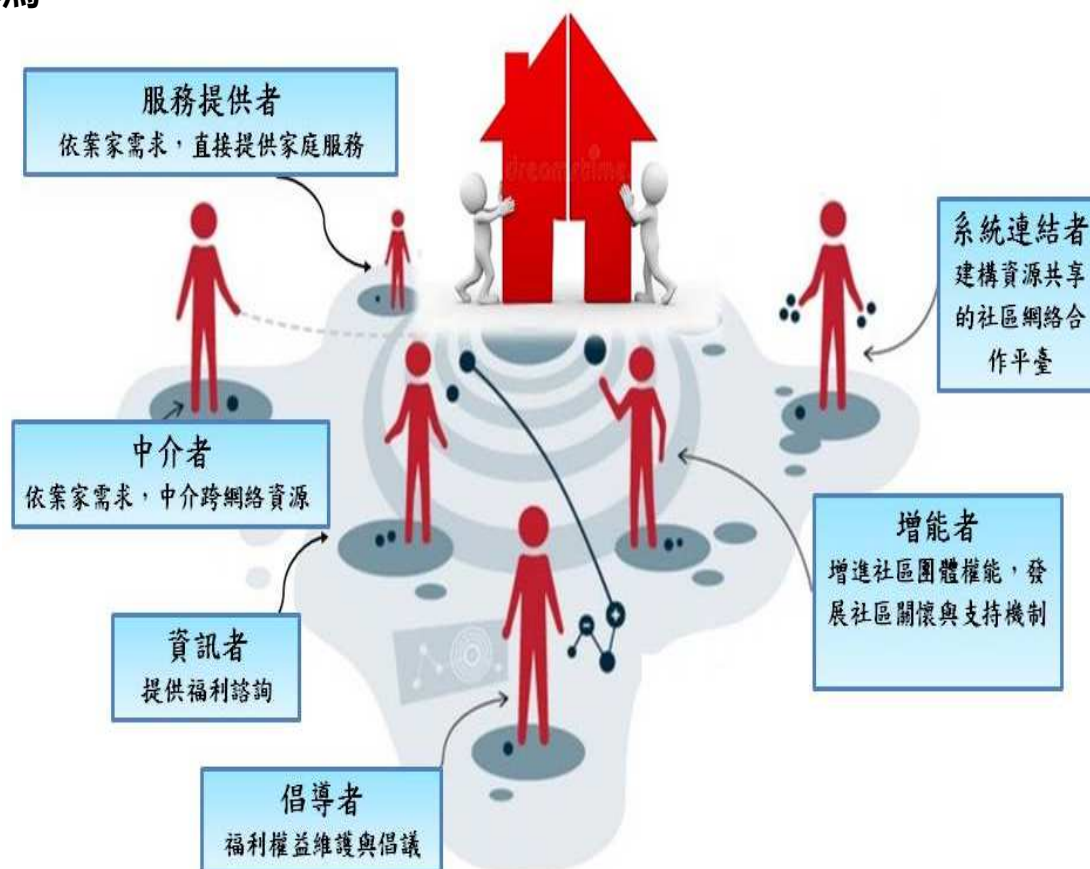 服務提供者
依案家需求，直接提供家庭服務
dreamstime
系統連結者
建構資源共享
的社區網絡合
作平臺
中介者
依案家需求，中介跨網絡資源
增能者
增進社區團體權能，發
展社區關懷與支持機制
資訊者
提供福利諮詢
倡導者
福利權益維護與倡議